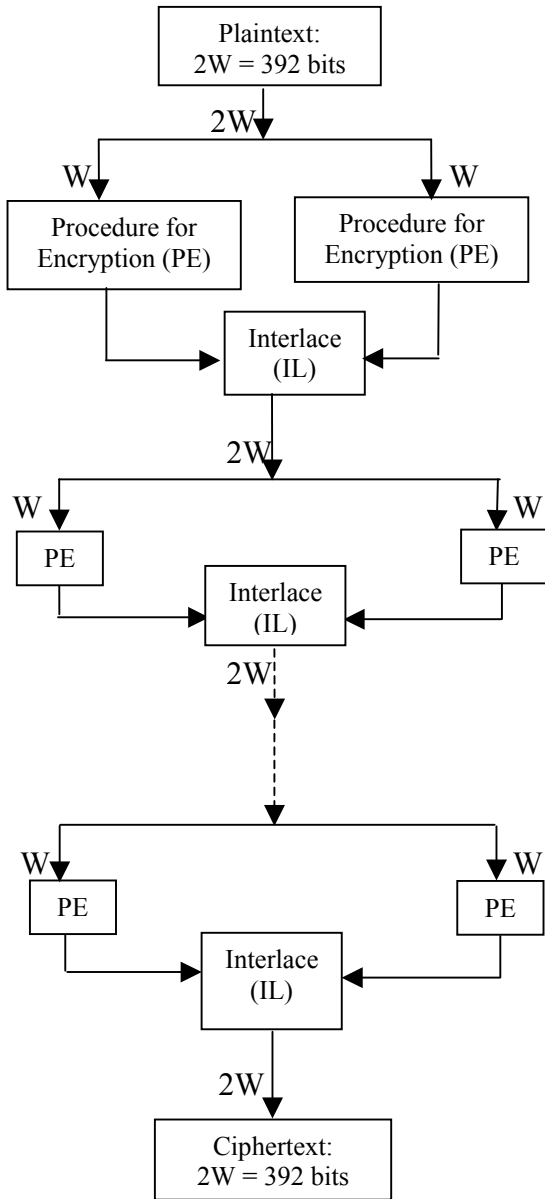 Plaintext:
2W = 392 bits
2W
W
W
Procedure for
Encryption (PE)
Procedure for
Encryption (PE)
Interlace
(IL)
2W
W
W
PE
PE
Interlace
(IL)
2W
W
W
PE
PE
Interlace
(IL)
2W
Ciphertext:
2W = 392 bits